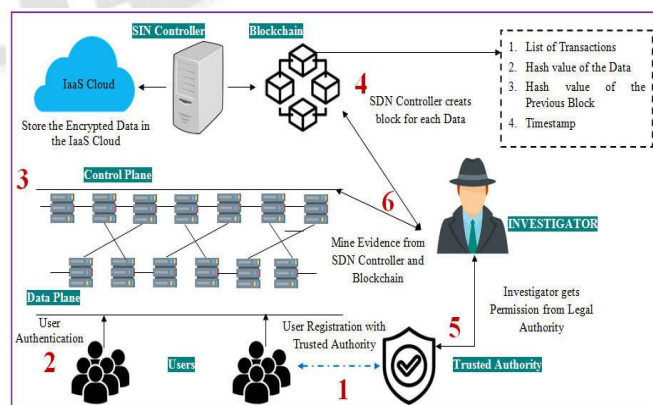 SIN Controller
Blockchain
IaaS Cloud
Store the Encrypted Data in
the IaaS Cloud
4
SDN Controller creates
block for each Data
1. List of Transactions
2. Hash value of the Data
3. Hash value of the
Previous Block
4. Timestamp
3
Control Plane
6
INVESTIGATOR
Mine Evidence from
SDN Controller and
Blockchain
Data Plane
User
Authentication
2
Users
User Registration with
Trusted Authority
1
5
Investigator gets
Permission from Legal
Authority
Trusted Authority